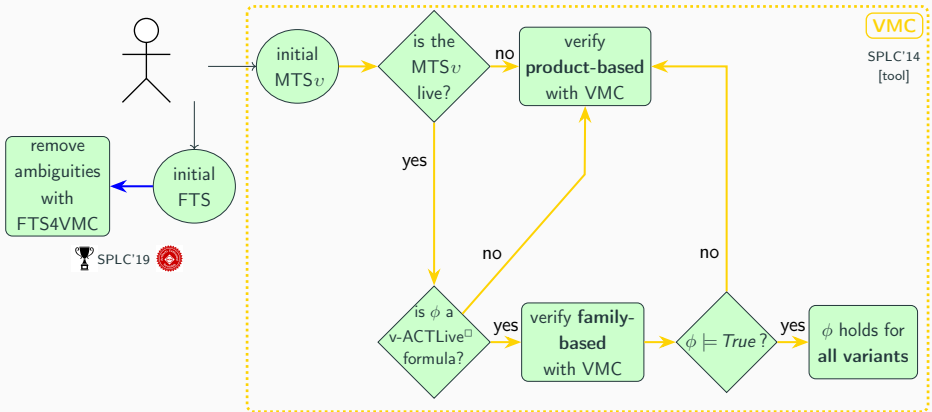 VMC
SPLC'14
[tool]
initial
MTSυ
is the
MTSυ
live?
no
verify
product-based
with VMC
remove
ambiguities
with
FTS4VMC
initial
FTS
SPLC'19
yes
no
no
is ϕ a
v-ACTLive□
formula?
yes
verify family-
based
with VMC
ϕ ⊨ True ?
yes
ϕ holds for
all variants